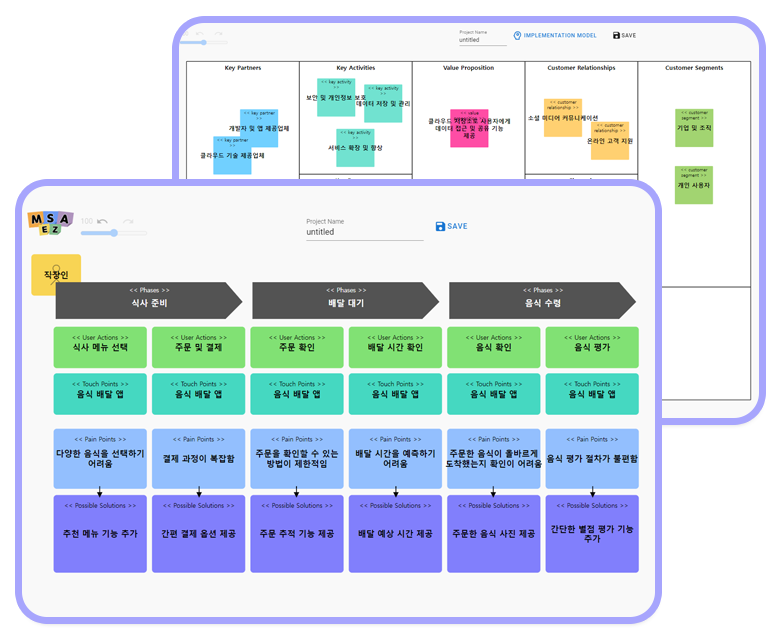 Project Name
untitled
IMPLEMENTATION MODEL
SAVE
Key Partners
Key Activities
Value Proposition
Customer Relationships
Customer Segments
<< key partner >>
개발자 및 앱 제공업체
<< key partner >>
클라우드 기술 제공업체
<< key activity >>
보안 및 개인정보 보호
<< key activity >>
데이터 저장 및 관리
<< key activity >>
서비스 확장 및 향상
<< value
클라우드 저장소로 사용자에게
데이터 접근 및 공유 기능
제공
<< customer relationship >>
소셜 미디어 커뮤니케이션
<< customer relationship >>
온라인 고객 지원
<< customer segment >>
기업 및 조직
<< customer segment >>
개인 사용자
MSA
EZ
100
Project Name
untitled
SAVE
직장인
<< Phases >>
식사 준비
<< Phases >>
배달 대기
<< Phases >>
음식 수령
<< User Actions >>
식사 메뉴 선택
<< User Actions >>
주문 및 결제
<< User Actions >>
주문 확인
<< User Actions >>
배달 시간 확인
<< User Actions >>
음식 확인
<< User Actions >>
음식 평가
<< Touch Points >>
음식 배달 앱
<< Touch Points >>
음식 배달 앱
<< Touch Points >>
음식 배달 앱
<< Touch Points >>
음식 배달 앱
<< Touch Points >>
음식 배달 앱
<< Touch Points >>
음식 배달 앱
<< Pain Points >>
다양한 음식을 선택하기
어려움
<< Pain Points >>
결제 과정이 복잡함
<< Pain Points >>
주문을 확인할 수 있는
방법이 제한적임
<< Pain Points >>
배달 시간을 예측하기
어려움
<< Pain Points >>
주문한 음식이 올바르게
도착했는지 확인이 어려움
<< Pain Points >>
음식 평가 절차가 불편함
<< Possible Solutions >>
추천 메뉴 기능 추가
<< Possible Solutions >>
간편 결제 옵션 제공
<< Possible Solutions >>
주문 추적 기능 제공
<< Possible Solutions >>
배달 예상 시간 제공
<< Possible Solutions >>
주문한 음식 사진 제공
<< Possible Solutions >>
간단한 별점 평가 기능
추가